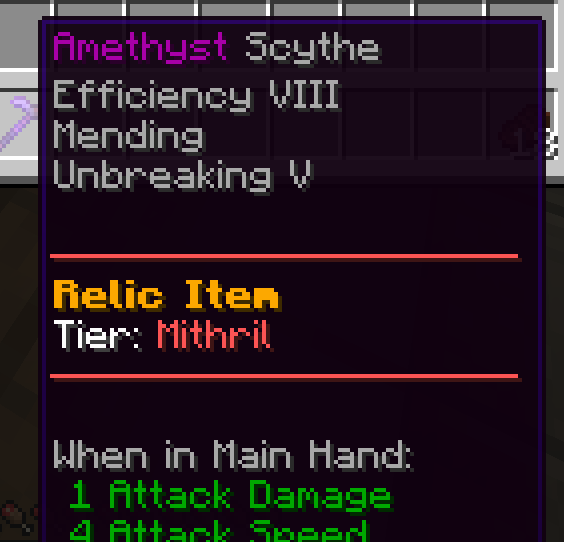 Amethyst Scythe
Efficiency VIII
Mending
Unbreaking V
Relic Item
Tier: Mithril
When in Main Hand:
1 Attack Damage
4 Attack Speed